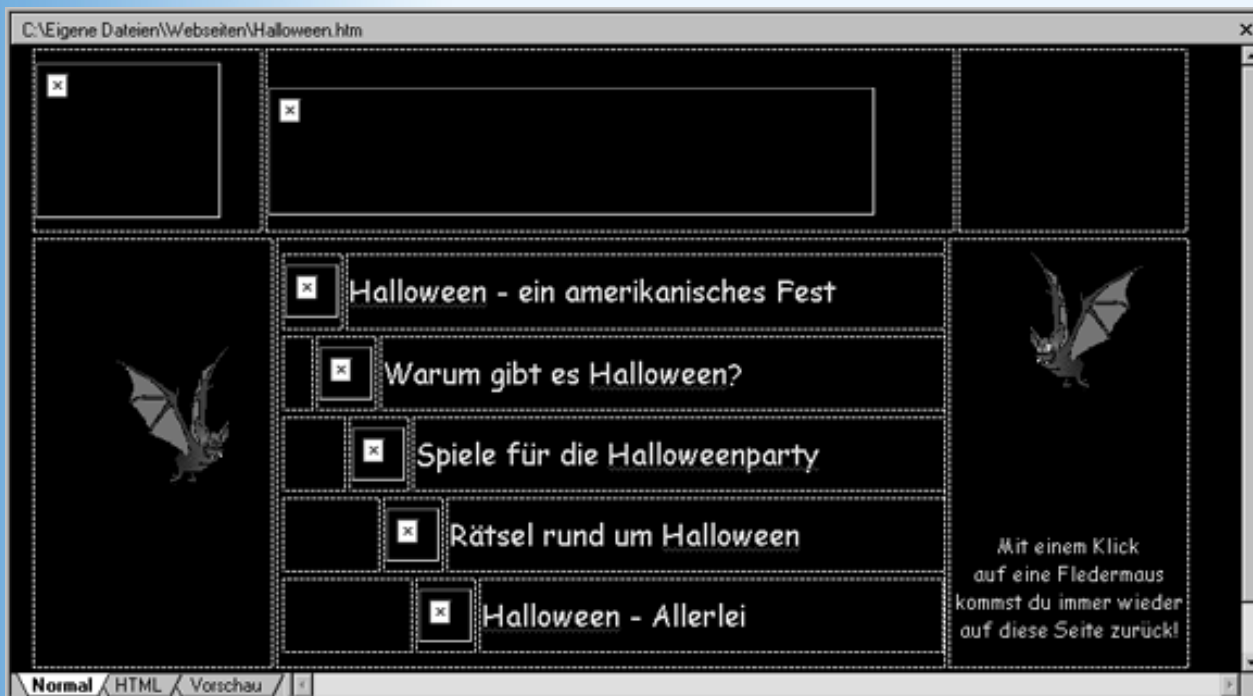 C:\Eigene Dateien\Webseiten\Halloween.htm
Halloween - ein amerikanisches Fest
Warum gibt es Halloween?
Spiele für die Halloweenparty
Rätsel rund um Halloween
Halloween - Allerlei
Mit einem Klick
auf eine Fledermaus
kommst du immer wieder
auf diese Seite zurück!
Normal HTML Vorschau